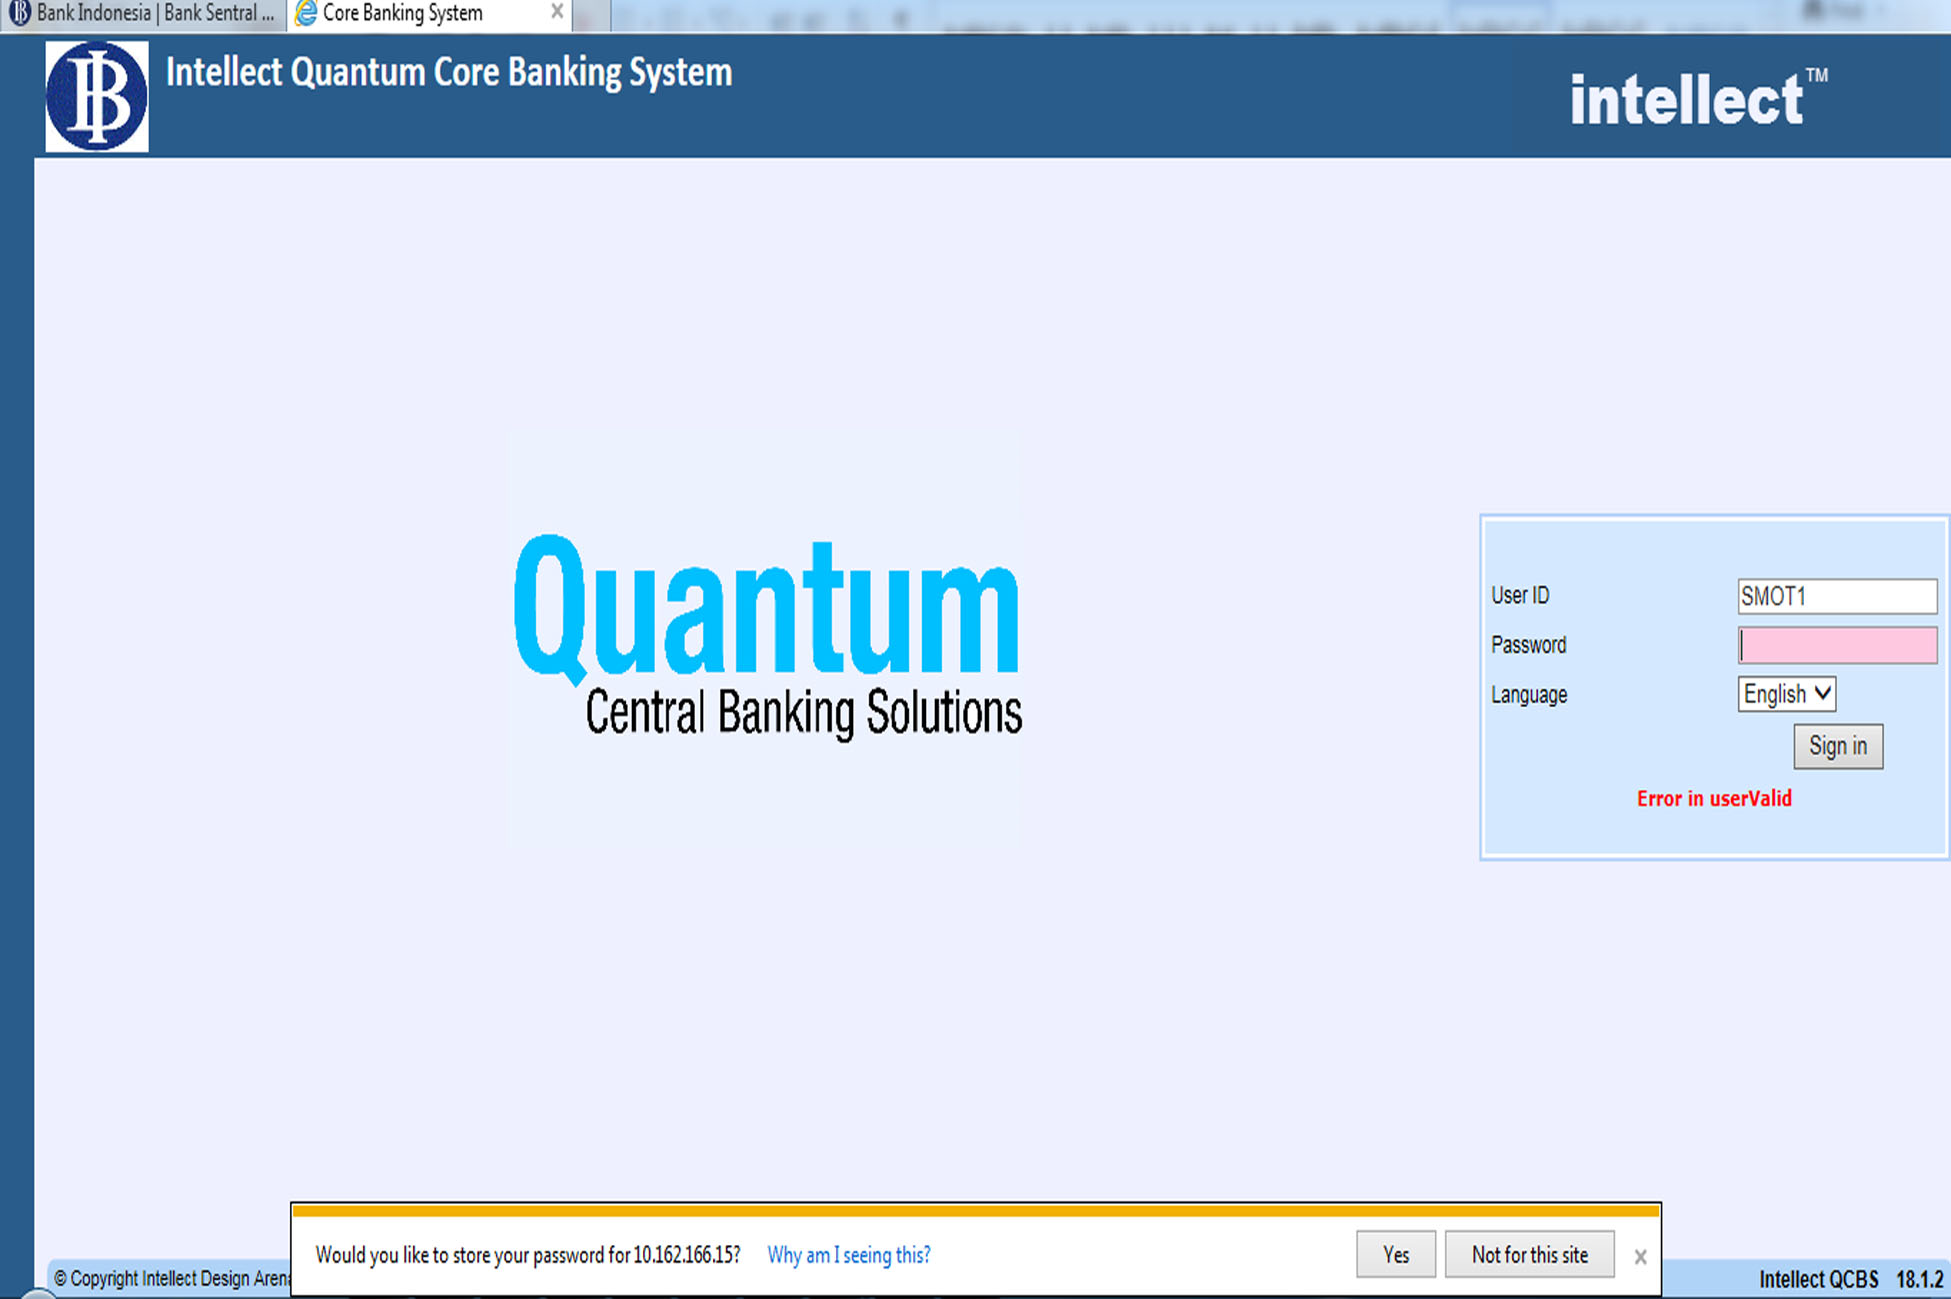 Bank Indonesia | Bank Sentral ...
Core Banking System
Intellect Quantum Core Banking System
intellect™
Quantum
Central Banking Solutions
User ID SMOT1
Password
Language English
Sign in
Error in userValid
Would you like to store your password for 10.162.166.15? Why am I seeing this? Yes Not for this site
© Copyright Intellect Design Aren
Intellect QCBS 18.1.2